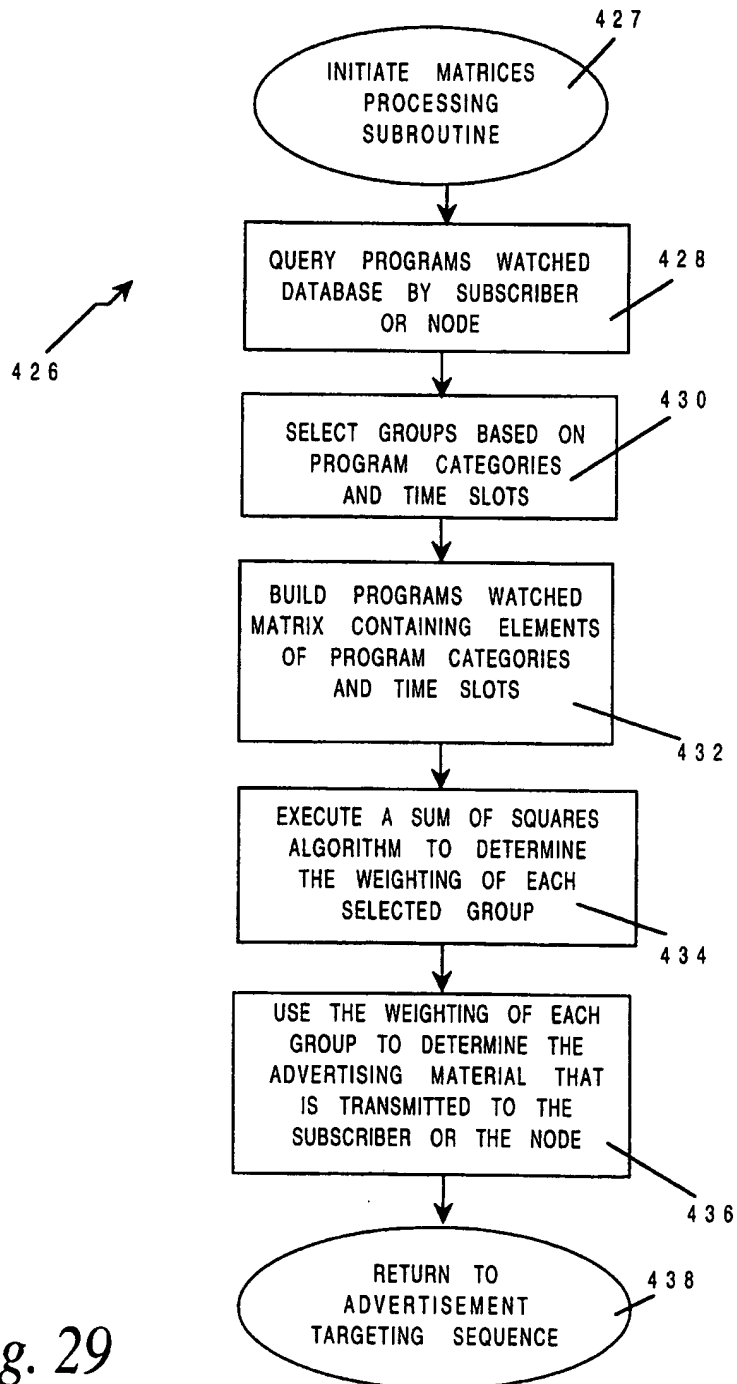 427
INITIATE MATRICES
PROCESSING
SUBROUTINE
QUERY PROGRAMS WATCHED
DATABASE BY SUBSCRIBER
OR NODE
428
426
SELECT GROUPS BASED ON
PROGRAM CATEGORIES
AND TIME SLOTS
430
BUILD PROGRAMS WATCHED
MATRIX CONTAINING ELEMENTS
OF PROGRAM CATEGORIES
AND TIME SLOTS
432
EXECUTE A SUM OF SQUARES
ALGORITHM TO DETERMINE
THE WEIGHTING OF EACH
SELECTED GROUP
434
USE THE WEIGHTING OF EACH
GROUP TO DETERMINE THE
ADVERTISING MATERIAL THAT
IS TRANSMITTED TO THE
SUBSCRIBER OR THE NODE
436
RETURN TO
ADVERTISEMENT
TARGETING SEQUENCE
438
g. 29